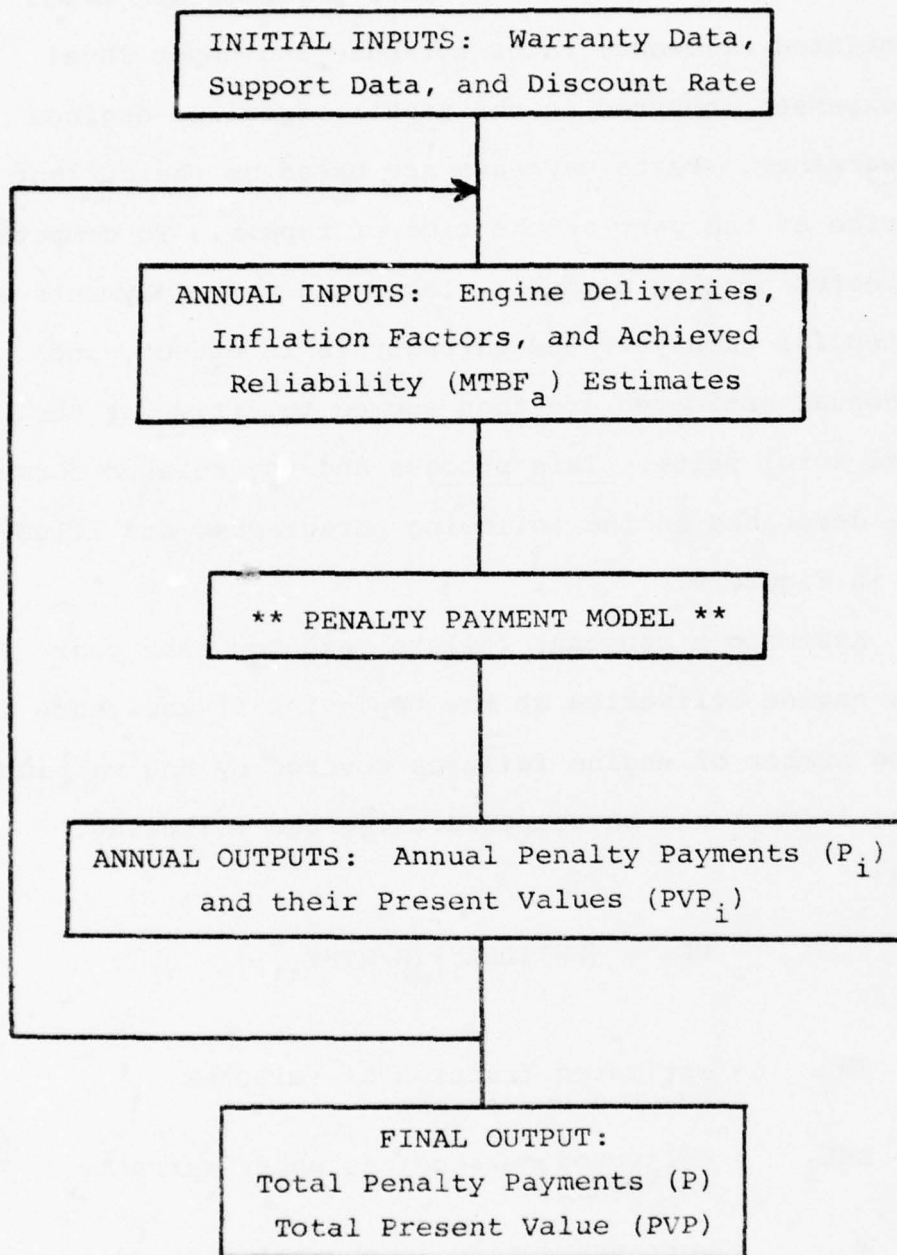 INITIAL INPUTS: Warranty Data,
Support Data, and Discount Rate
ANNUAL INPUTS: Engine Deliveries,
Inflation Factors, and Achieved
Reliability (MTBFa) Estimates
** PENALTY PAYMENT MODEL **
ANNUAL OUTPUTS: Annual Penalty Payments (Pi)
and their Present Values (PVPi)
FINAL OUTPUT:
Total Penalty Payments (P)
Total Present Value (PVP)